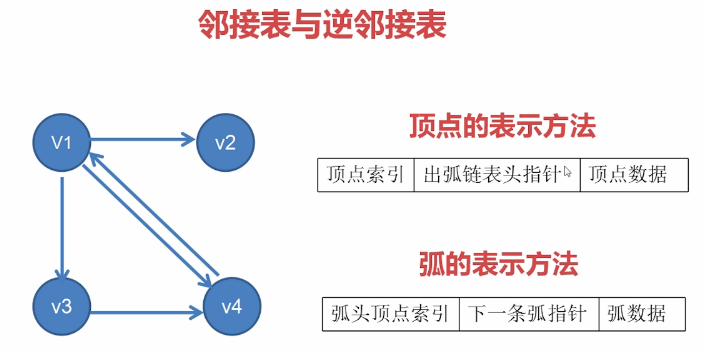 邻接表与逆邻接表
V1
v2
v3
v4
顶点的表示方法
顶点索引 出弧链表头指针 顶点数据
弧的表示方法
弧头顶点索引 下一条弧指针 弧数据